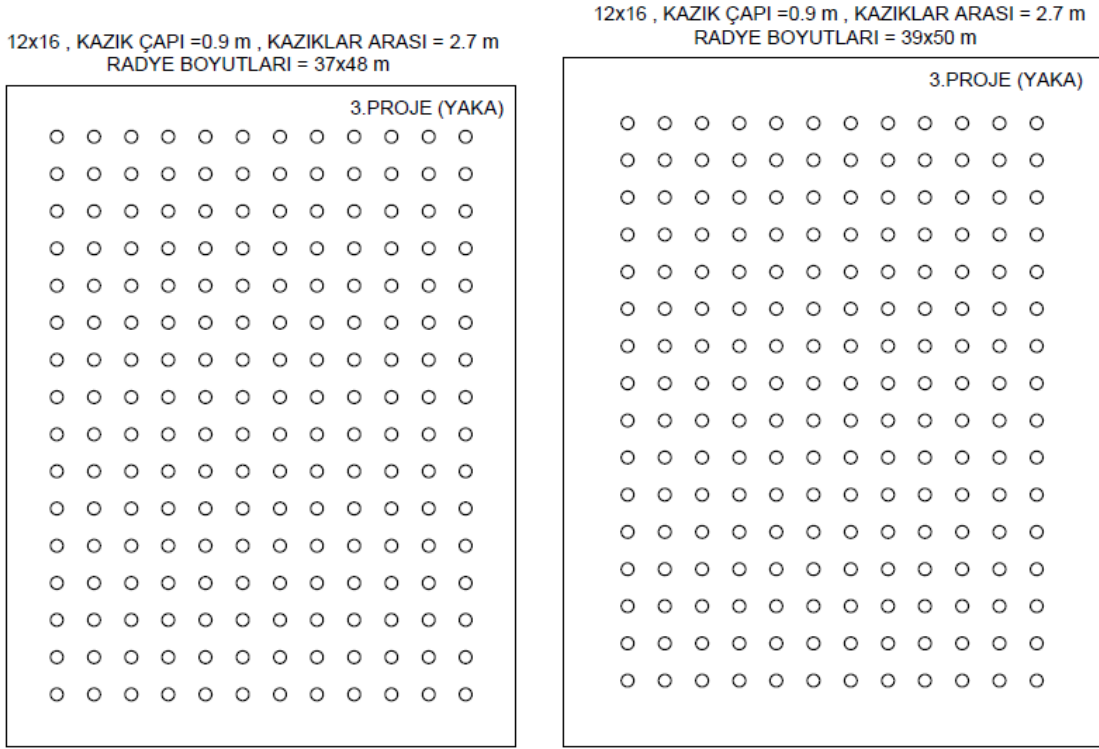 12x16 , KAZIK ÇAPI =0.9 m , KAZIKLAR ARASI = 2.7 m
RADYE BOYUTLARI = 37x48 m
3.PROJE (YAKA)
12x16 , KAZIK ÇAPI =0.9 m , KAZIKLAR ARASI = 2.7 m
RADYE BOYUTLARI = 39x50 m
3.PROJE (YAKA)